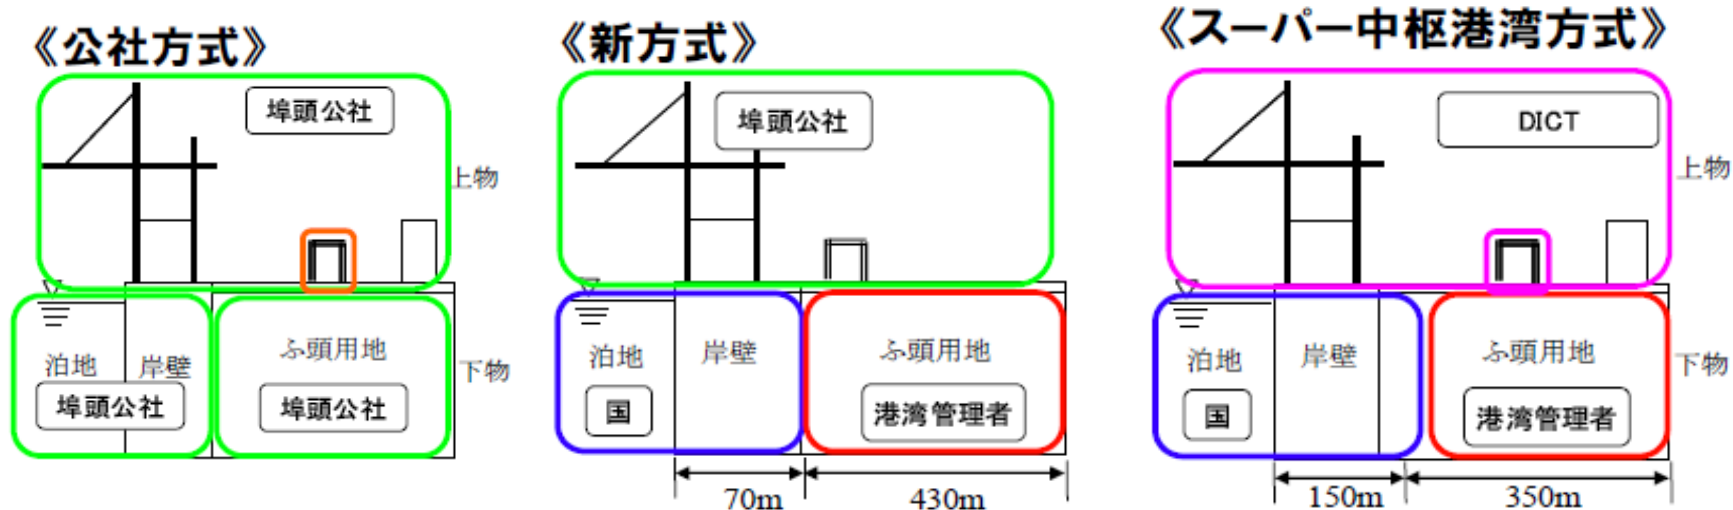 《公社方式》
埠頭公社
上物
泊地
岸壁
ふ頭用地
下物
埠頭公社
埠頭公社
《新方式》
埠頭公社
泊地
岸壁
ふ頭用地
国
港湾管理者
70m
430m
《スーパー中枢港湾方式》
DICT
上物
泊地
岸壁
ふ頭用地
下物
国
港湾管理者
150m
350m